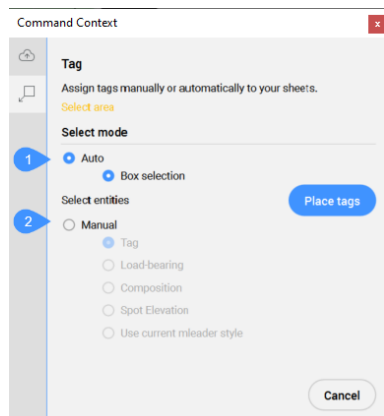 Command Context
x
Tag
Assign tags manually or automatically to your sheets.
Select area
Select mode
1
Auto
Box selection
Select entities
Place tags
2
Manual
Tag
Load-bearing
Composition
Spot Elevation
Use current mleader style
Cancel